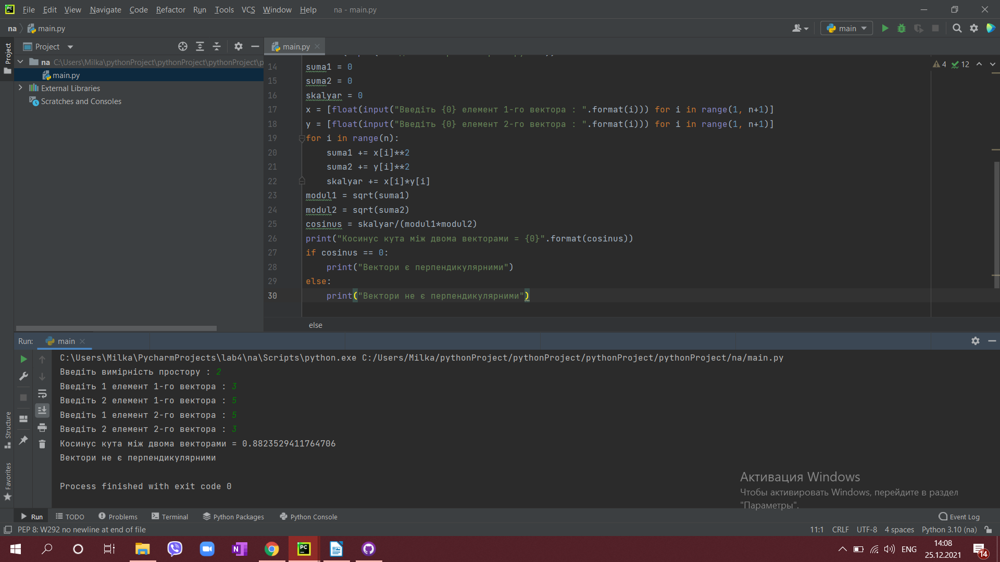 File Edit View Navigate Code Refactor Run Tools VCS Window Help na - main.py
na main.py main
Project main.py
na C:\Users\Milka\pythonProject\pythonProject\pythonProject\p
main.py
External Libraries
Scratches and Consoles
Project
4 12
14 suma1 = 0
15 suma2 = 0
16 skalyar = 0
17 x = [float(input("Введіть {0} елемент 1-го вектора : ".format(i))) for i in range(1, n+1)]
18 y = [float(input("Введіть {0} елемент 2-го вектора : ".format(i))) for i in range(1, n+1)]
19 for i in range(n):
20 suma1 += x[i]**2
21 suma2 += y[i]**2
22 skalyar += x[i]*y[i]
23 modul1 = sqrt(suma1)
24 modul2 = sqrt(suma2)
25 cosinus = skalyar/(modul1*modul2)
26 print("Косинус кута між двома векторами = {0}".format(cosinus))
27 if cosinus == 0:
28 print("Вектори є перпендикулярними")
29 else:
30 print("Вектори не є перпендикулярними")
else
Run: main
C:\Users\Milka\PycharmProjects\lab4\na\Scripts\python.exe C:/Users/Milka/pythonProject/pythonProject/pythonProject/pythonProject/na/main.py
Введіть вимірність простору : 2
Введіть 1 елемент 1-го вектора : 3
Введіть 2 елемент 1-го вектора : 5
Введіть 1 елемент 2-го вектора : 5
Введіть 2 елемент 2-го вектора : 3
Косинус кута між двома векторами = 0.8823529411764706
Вектори не є перпендикулярними
Process finished with exit code 0
Structure
Favorites
Активация Windows
Чтобы активировать Windows, перейдите в раздел
"Параметры".
Run TODO Problems Terminal Python Packages Python Console Event Log
PEP 8: W292 no newline at end of file 11:1 CRLF UTF-8 4 spaces Python 3.10 (na)
ENG 14:08
25.12.2021
14